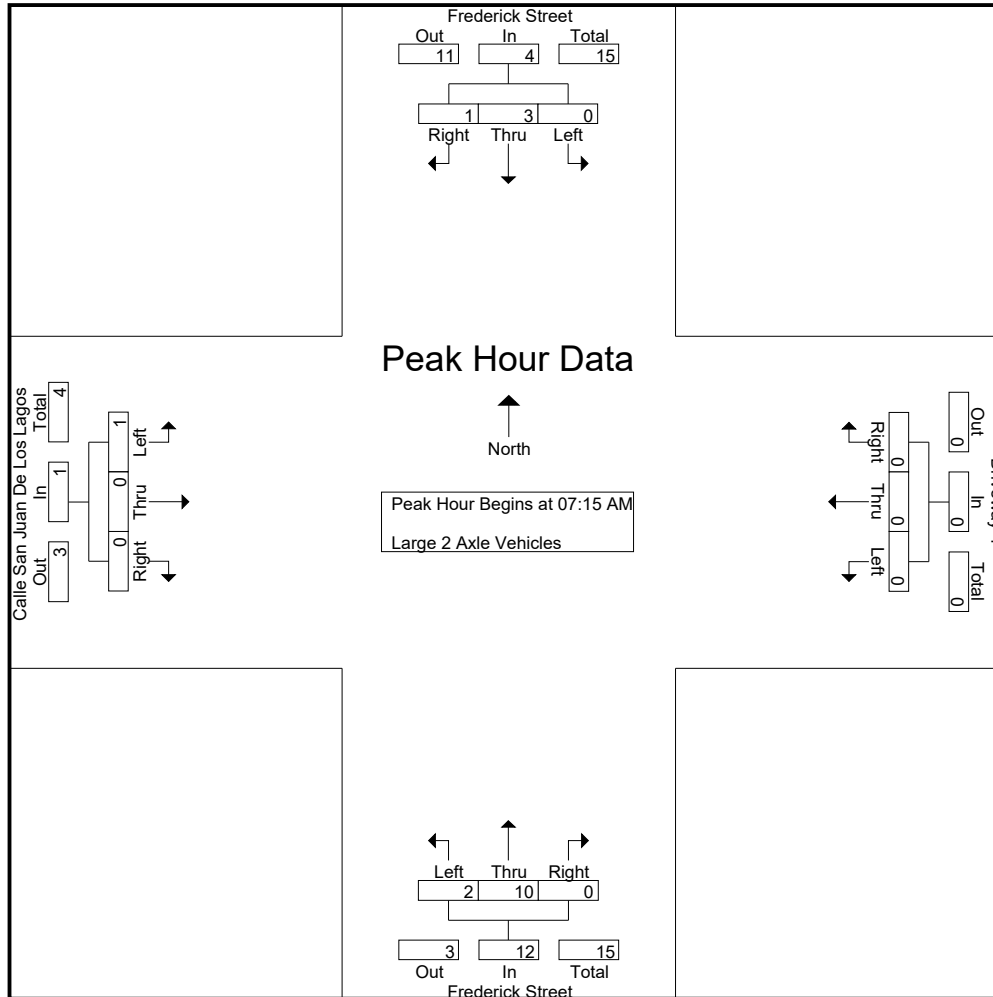 Frederick Street
Out In Total
11 4 15
1 3 0
Right Thru Left
Peak Hour Data
North
Peak Hour Begins at 07:15 AM
Large 2 Axle Vehicles
Calle San Juan De Los Lagos
Total In Out
4 1 3
1 0 0
Left Thru Right
Right Thru Left
0 0 0
0 0 0
Out In Total
Left Thru Right
2 10 0
3 12 15
Out In Total
Frederick Street